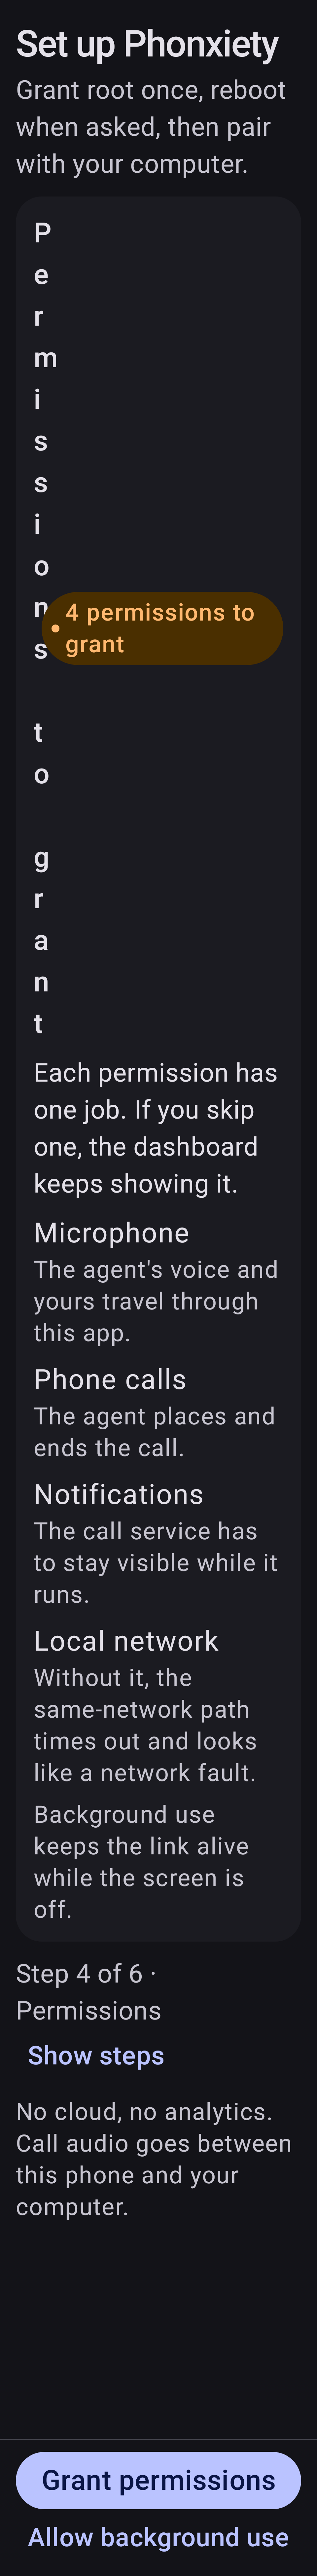 Set up Phonxiety
Grant root once, reboot
when asked, then pair
with your computer.
P
e
r
m
i
s
s
i
o
n
s
t
o
g
r
a
n
t
4 permissions to
grant
Each permission has
one job. If you skip
one, the dashboard
keeps showing it.
Microphone
The agent's voice and
yours travel through
this app.
Phone calls
The agent places and
ends the call.
Notifications
The call service has
to stay visible while it
runs.
Local network
Without it, the
same-network path
times out and looks
like a network fault.
Background use
keeps the link alive
while the screen is
off.
Step 4 of 6 ·
Permissions
Show steps
No cloud, no analytics.
Call audio goes between
this phone and your
computer.
Grant permissions
Allow background use